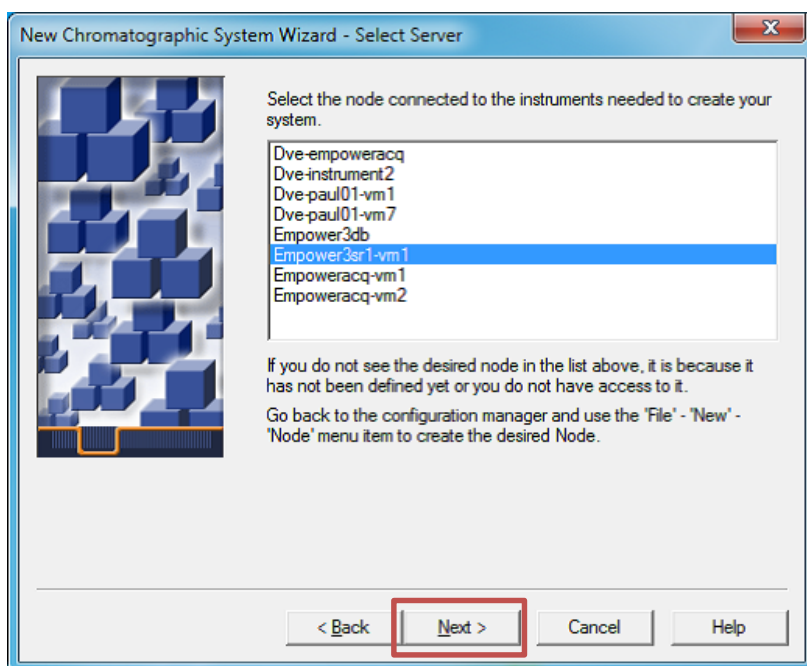 New Chromatographic System Wizard - Select Server
Select the node connected to the instruments needed to create your
system.
Dve-empoweracq
Dve-instrument2
Dve-paul01-vm1
Dve-paul01-vm7
Empower3db
Empower3sr1-vm1
Empoweracq-vm1
Empoweracq-vm2
If you do not see the desired node in the list above, it is because it
has not been defined yet or you do not have access to it.
Go back to the configuration manager and use the 'File' - 'New' -
'Node' menu item to create the desired Node.
< Back Next > Cancel Help